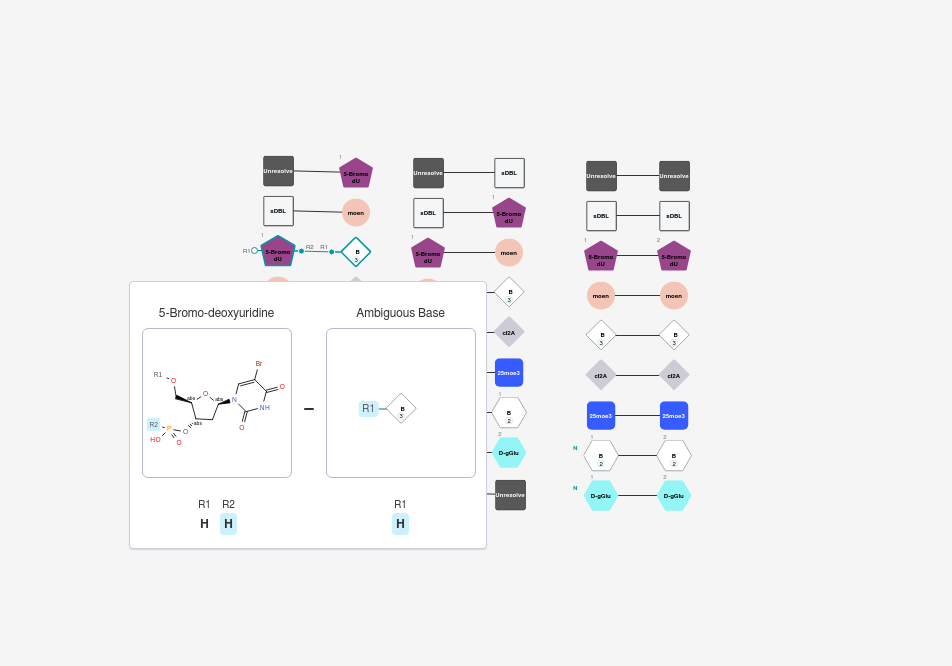 1
Unresolve
5-Bromo
dU
Unresolve
sDBL
Unresolve
Unresolve
sDBL
moen
sDBL
1
5-Bromo
dU
sDBL
sDBL
1
R1
5-Bromo
dU
R2
R1
B
3
1
5-Bromo
dU
moen
1
5-Bromo
dU
2
5-Bromo
dU
B
3
moen
moen
cl2A
B
3
B
3
25moe3
cl2A
cl2A
1
B
2
25moe3
25moe3
2
D-gGlu
N
1
B
2
2
B
2
Unresolve
N
1
D-gGlu
2
D-gGlu
5-Bromo-deoxyuridine
Ambiguous Base
R1
O
Br
O
abs
O
abs
N
NH
R2
P
O
abs
HO
O
O
R1
B
3
R1
R2
H
H
R1
H